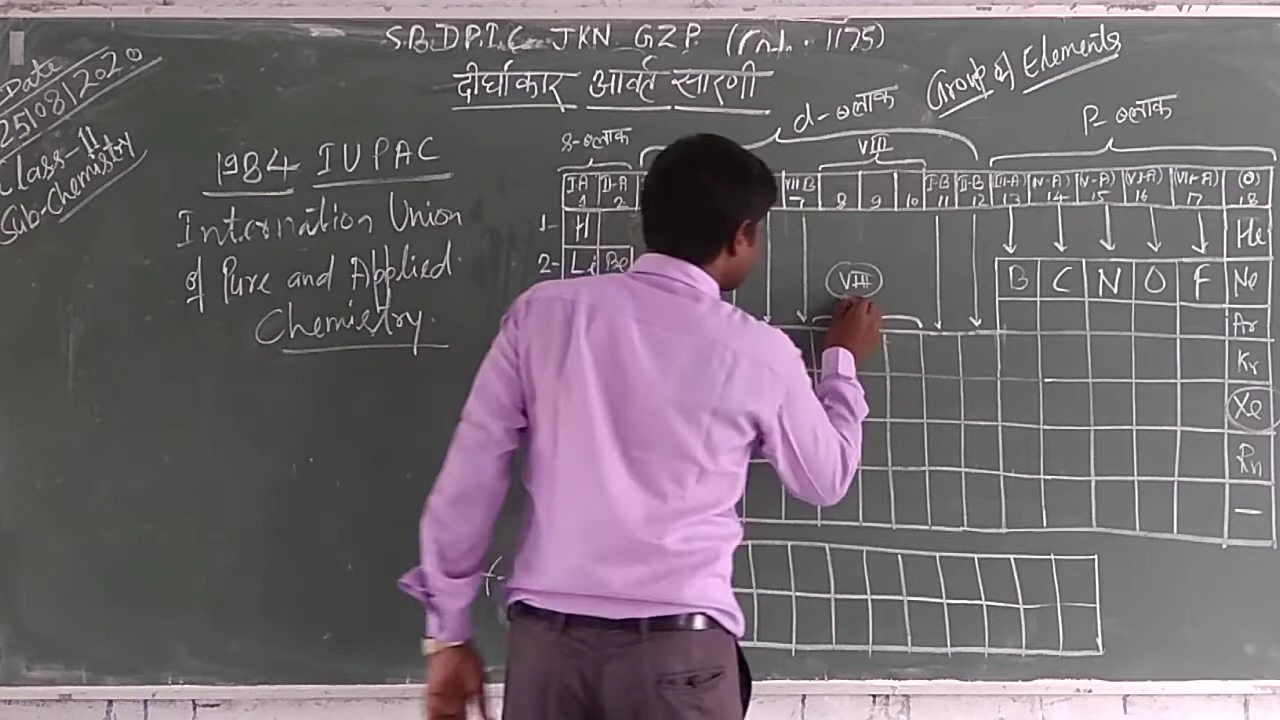 S.B.D.P.I.C. JKN GZP. 1175)
दीर्घाकार आवर्त सारणी
Group of Elements
Date
25/08/2020
Class-11
Sub-Chemistry
1984 IUPAC
Internation Union
of Pure and Applied
Chemistry.
s-ब्लाक
d-ब्लाक
p-ब्लाक
VIII
I-A II-A VII B I-B II-B (III-A) (IV-A) (V-A) (VI-A) (VII-A) (0)
1 2 7 8 9 10 11 12 13 14 15 16 17 18
1- H He
2- Li Be B C N O F Ne
VIII
Ar
Kr
Xe
Rn
f-